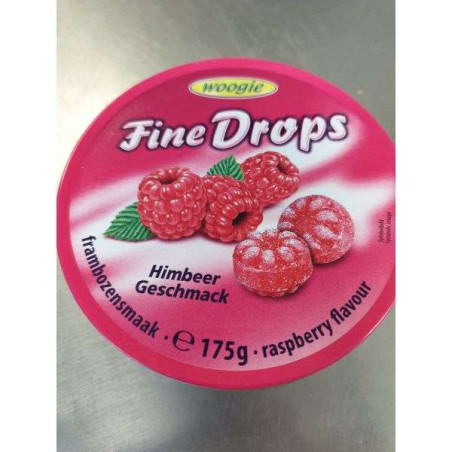 woogie
Fine Drops
Himbeer
Geschmack
frambozensmaak · ℮ 175g · raspberry flavour